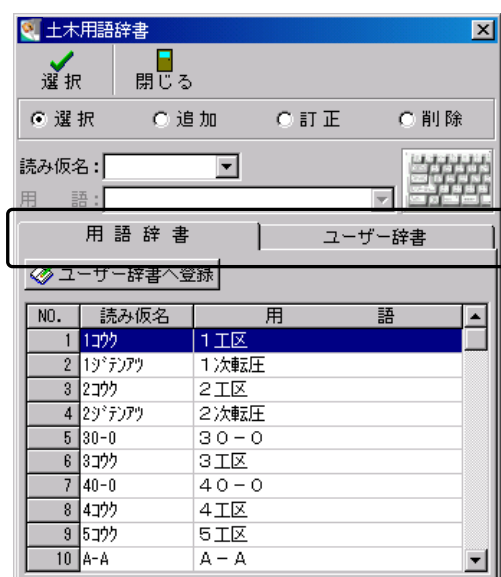 土木用語辞書
選択 閉じる
選択 追加 訂正 削除
読み仮名:
用 語:
用語辞書 ユーザー辞書
ユーザー辞書へ登録
NO. 読み仮名 用 語
1 1ｺｳｸ １工区
2 1ｼﾞﾃﾝｱﾂ １次転圧
3 2ｺｳｸ ２工区
4 2ｼﾞﾃﾝｱﾂ ２次転圧
5 30-0 ３０－０
6 3ｺｳｸ ３工区
7 40-0 ４０－０
8 4ｺｳｸ ４工区
9 5ｺｳｸ ５工区
10 A-A Ａ－Ａ